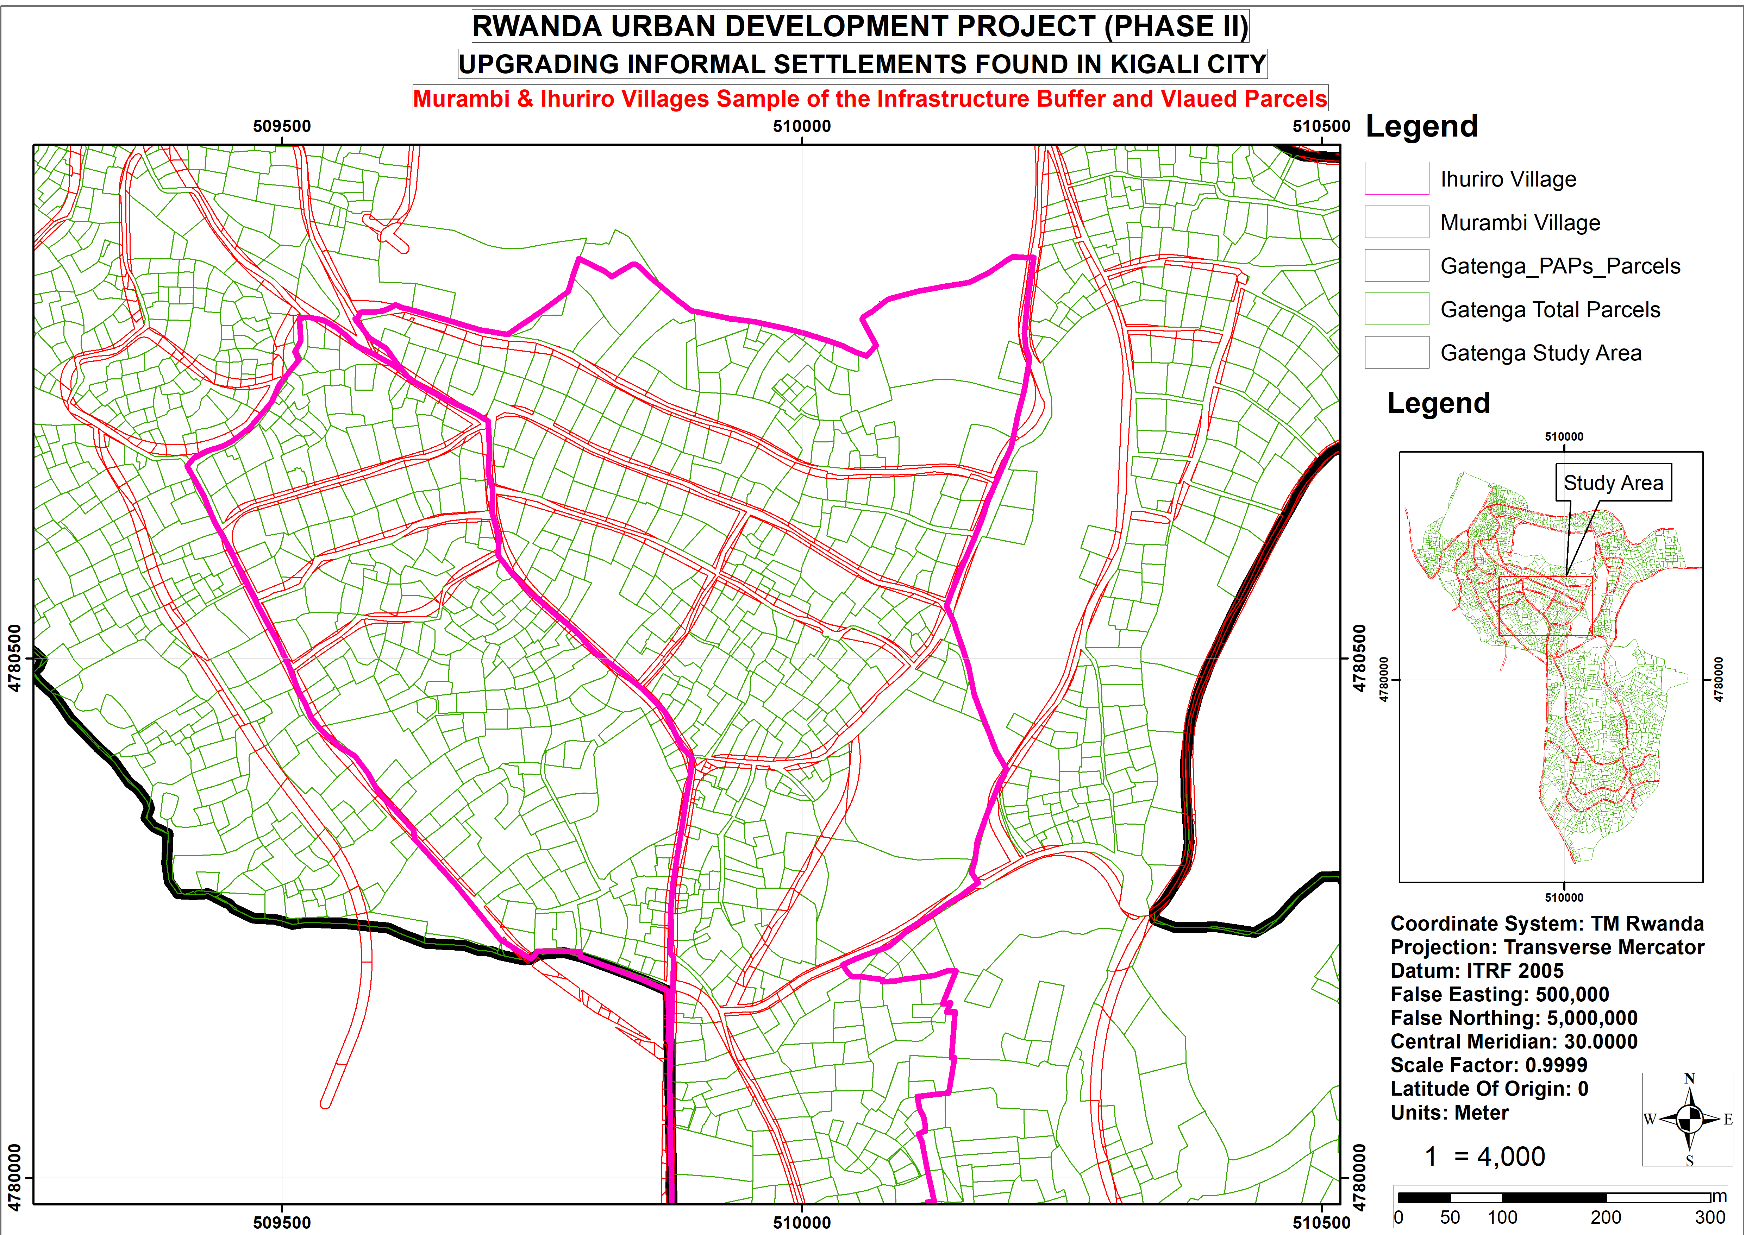 RWANDA URBAN DEVELOPMENT PROJECT (PHASE II)
UPGRADING INFORMAL SETTLEMENTS FOUND IN KIGALI CITY
Murambi & Ihuriro Villages Sample of the Infrastructure Buffer and Vlaued Parcels
509500
510000
510500
4780500
4780000
4780500
4780000
509500
510000
510500
Legend
Ihuriro Village
Murambi Village
Gatenga_PAPs_Parcels
Gatenga Total Parcels
Gatenga Study Area
Legend
510000
Study Area
4780000
4780000
510000
Coordinate System: TM Rwanda
Projection: Transverse Mercator
Datum: ITRF 2005
False Easting: 500,000
False Northing: 5,000,000
Central Meridian: 30.0000
Scale Factor: 0.9999
Latitude Of Origin: 0
Units: Meter
1 = 4,000
N
W E
S
m
0 50 100 200 300